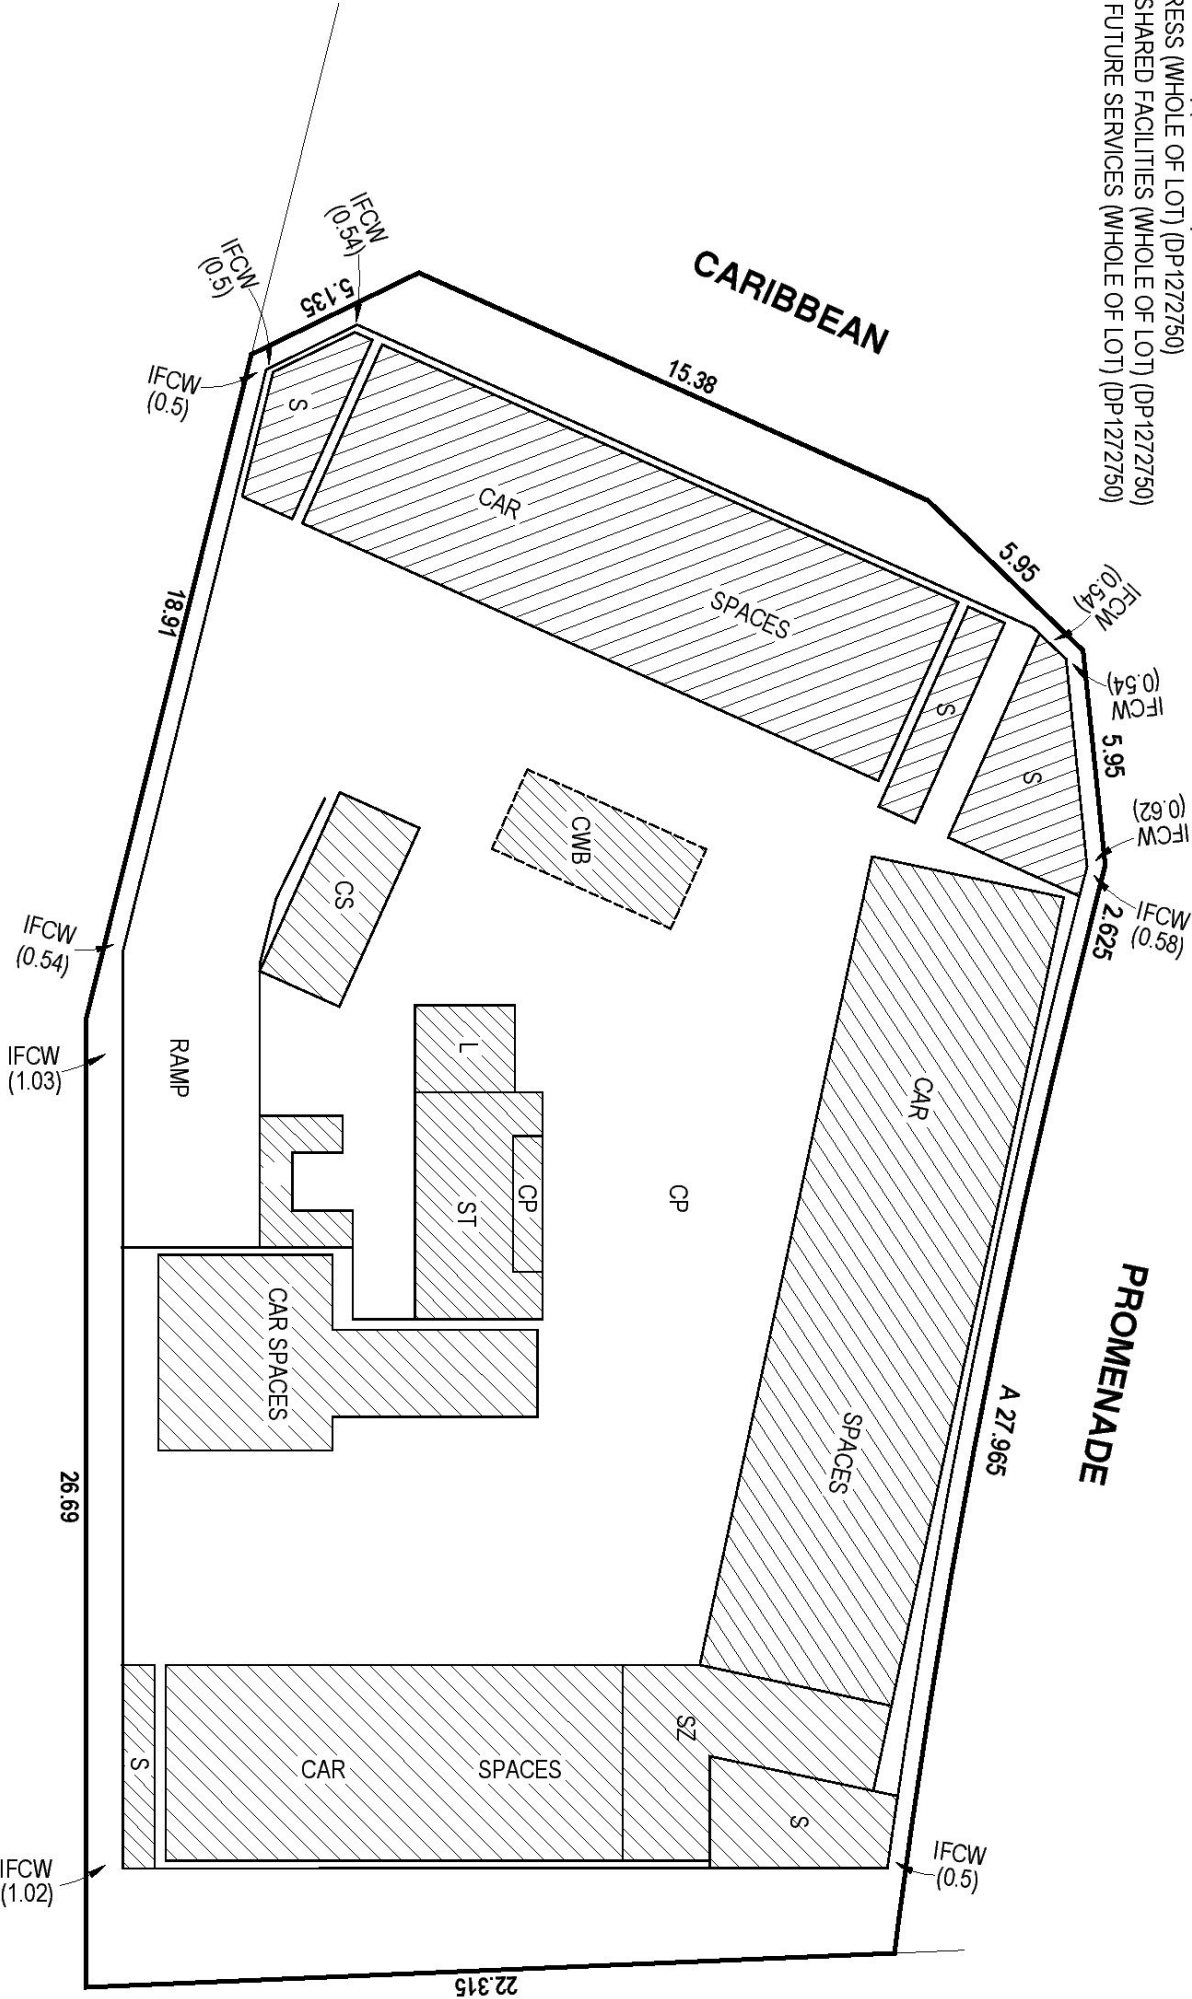 RESS (WHOLE OF LOT) (DP1272750)
SHARED FACILITIES (WHOLE OF LOT) (DP1272750)
FUTURE SERVICES (WHOLE OF LOT) (DP1272750)
CARIBBEAN
PROMENADE
IFCW
(0.54)
IFCW
(0.5)
IFCW
(0.5)
5.135
15.38
5.95
IFCW
(0.54)
IFCW
(0.54)
5.95
IFCW
(0.62)
IFCW
(0.58)
2.625
A 27.965
18.91
S
CAR
SPACES
S
S
CWB
CS
L
ST
CP
CP
RAMP
CAR SPACES
CAR
SPACES
IFCW
(0.54)
IFCW
(1.03)
26.69
S
CAR
SPACES
SZ
S
IFCW
(0.5)
IFCW
(1.02)
22.315